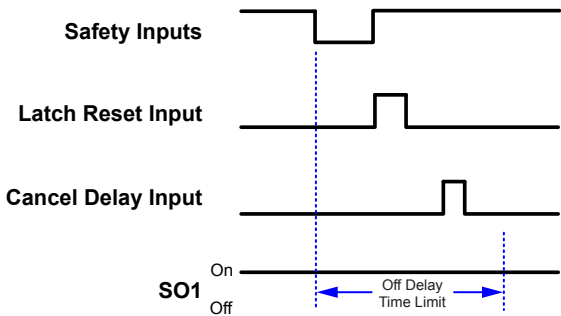 Safety Inputs
Latch Reset Input
Cancel Delay Input
On
SO1
Off
Off Delay
Time Limit